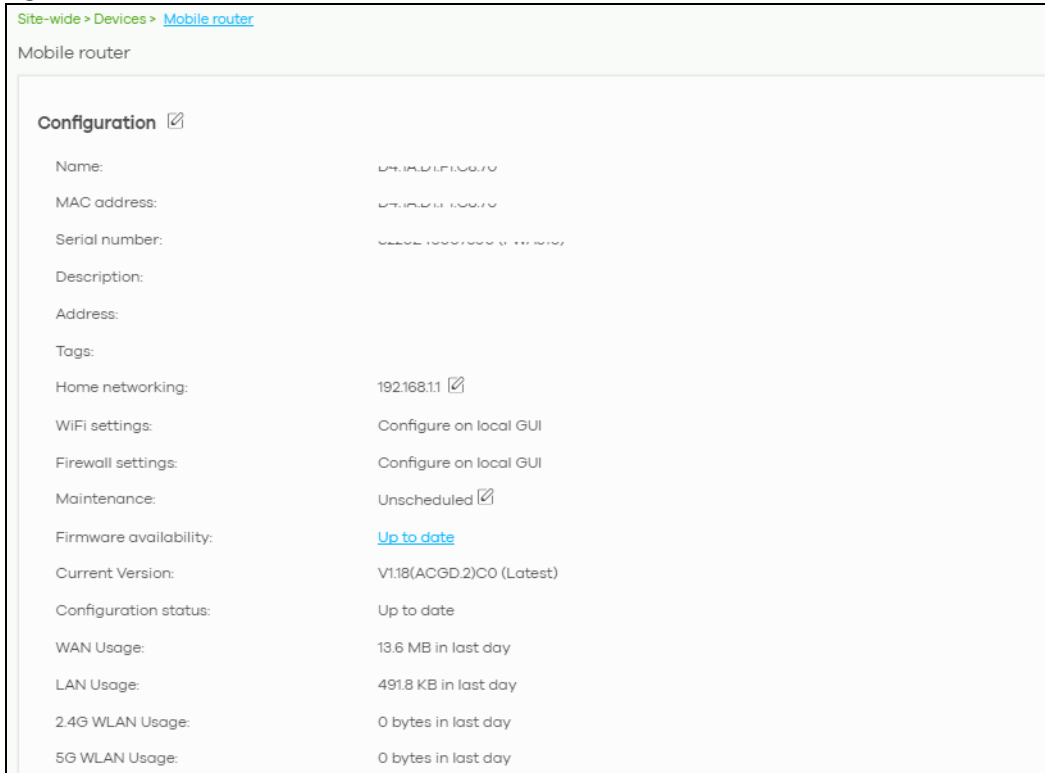 Site-wide > Devices > Mobile router
Mobile router
Configuration
Name:
MAC address:
Serial number:
Description:
Address:
Tags:
Home networking: 192.168.1.1
WiFi settings: Configure on local GUI
Firewall settings: Configure on local GUI
Maintenance: Unscheduled
Firmware availability: Up to date
Current Version: V1.18(ACGD.2)C0 (Latest)
Configuration status: Up to date
WAN Usage: 13.6 MB in last day
LAN Usage: 491.8 KB in last day
2.4G WLAN Usage: 0 bytes in last day
5G WLAN Usage: 0 bytes in last day